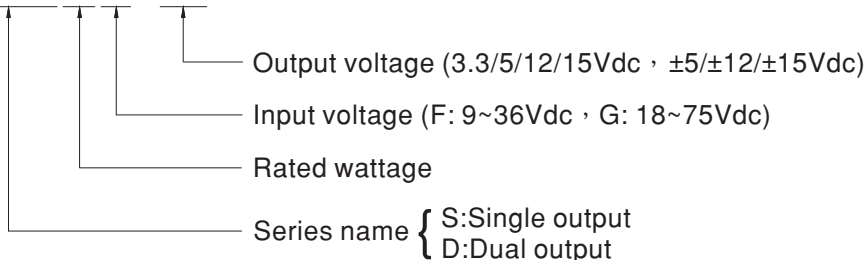 Output voltage (3.3/5/12/15Vdc，±5/±12/±15Vdc)
Input voltage (F: 9~36Vdc，G: 18~75Vdc)
Rated wattage
Series name { S:Single output
D:Dual output